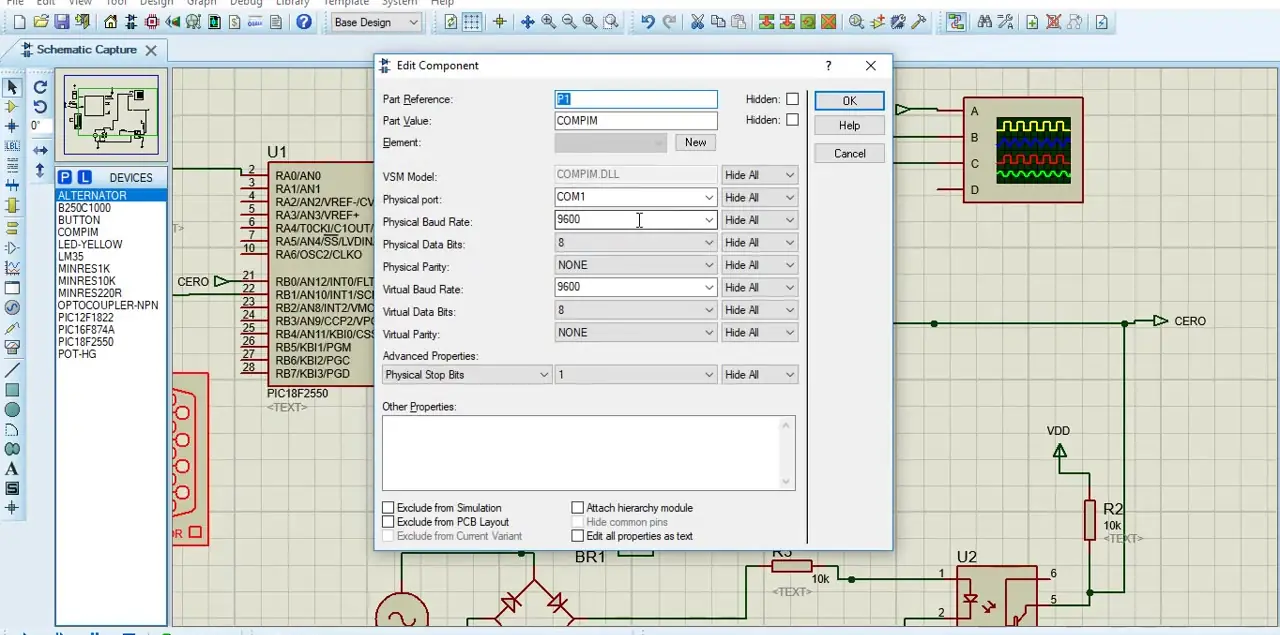 File Edit View Tool Design Graph Debug Library Template System Help
Base Design
Schematic Capture
Edit Component
?
Part Reference:
P1
Hidden:
OK
Part Value:
COMPIM
Hidden:
Help
Element:
New
Cancel
VSM Model:
COMPIM.DLL
Hide All
Physical port:
COM1
Hide All
Physical Baud Rate:
9600
Hide All
Physical Data Bits:
8
Hide All
Physical Parity:
NONE
Hide All
Virtual Baud Rate:
9600
Hide All
Virtual Data Bits:
8
Hide All
Virtual Parity:
NONE
Hide All
Advanced Properties:
Physical Stop Bits
1
Hide All
Other Properties:
Exclude from Simulation
Attach hierarchy module
Exclude from PCB Layout
Hide common pins
Exclude from Current Variant
Edit all properties as text
0°
LBL
P L DEVICES
ALTERNATOR
B250C1000
BUTTON
COMPIM
LED-YELLOW
LM35
MINRES1K
MINRES10K
MINRES220R
OPTOCOUPLER-NPN
PIC12F1822
PIC16F874A
PIC18F2550
POT-HG
U1
2 RA0/AN0
3 RA1/AN1
4 RA2/AN2/VREF-/CV
5 RA3/AN3/VREF+
6 RA4/T0CKI/C1OUT/
7 RA5/AN4/SS/LVDIN
10 RA6/OSC2/CLKO
CERO
21 RB0/AN12/INT0/FLT
22 RB1/AN10/INT1/SC
23 RB2/AN8/INT2/VMO
24 RB3/AN9/CCP2/VPO
25 RB4/AN11/KBI0/CSS
26 RB5/KBI1/PGM
27 RB6/KBI2/PGC
28 RB7/KBI3/PGD
PIC18F2550
<TEXT>
A
B
C
D
CERO
VDD
R2
10k
<TEXT>
BR1
R3
10k
<TEXT>
U2
1
2
6
5